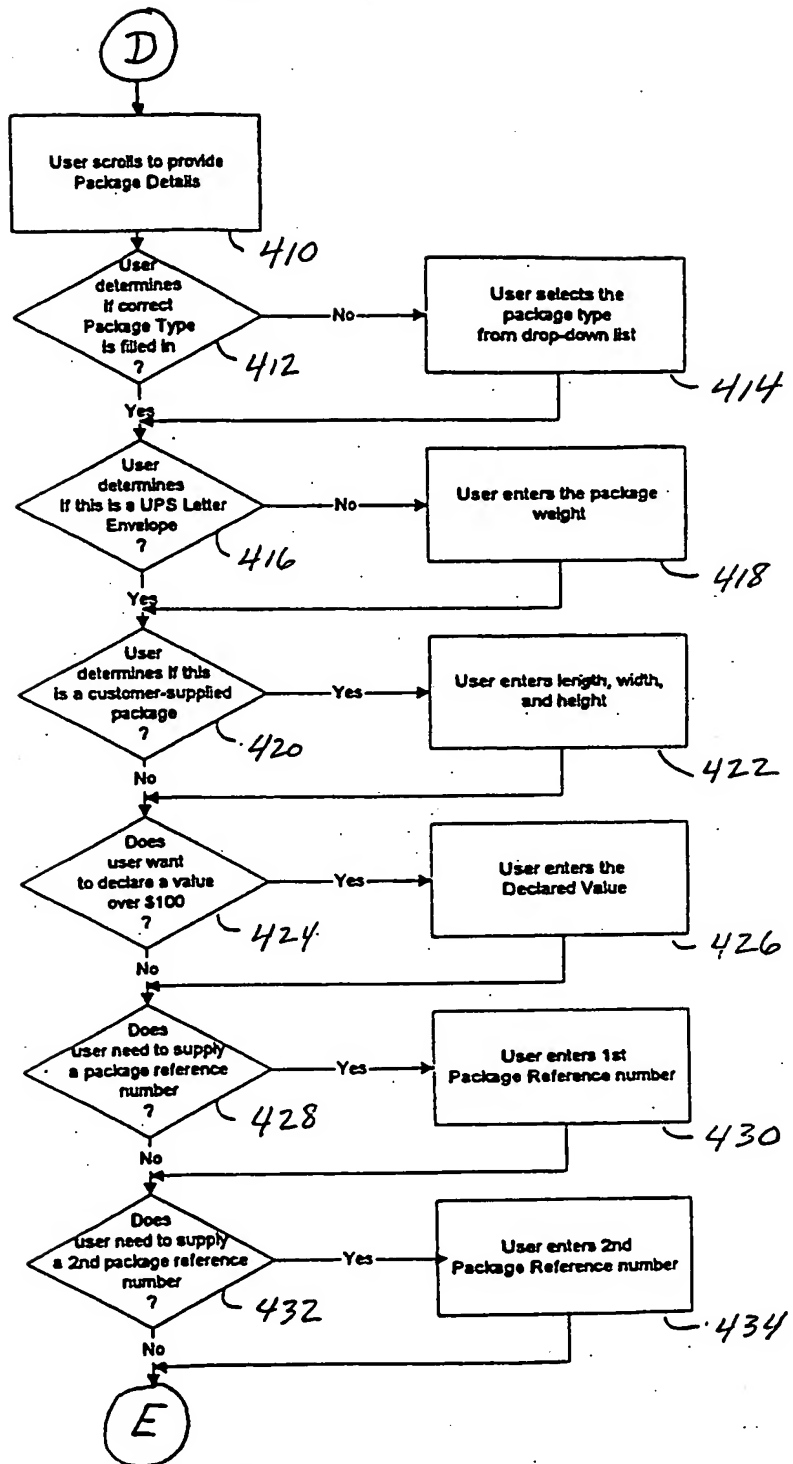 D
User scrolls to provide
Package Details
410
User
determines
if correct
Package Type
is filled in
?
412
No
User selects the
package type
from drop-down list
414
Yes
User
determines
if this is a UPS Letter
Envelope
?
416
No
User enters the package
weight
418
Yes
User
determines if this
is a customer-supplied
package
?
420
Yes
User enters length, width,
and height
422
No
Does
user want
to declare a value
over $100
?
424
Yes
User enters the
Declared Value
426
No
Does
user need to supply
a package reference
number
?
428
Yes
User enters 1st
Package Reference number
430
No
Does
user need to supply
a 2nd package reference
number
?
432
Yes
User enters 2nd
Package Reference number
434
No
E